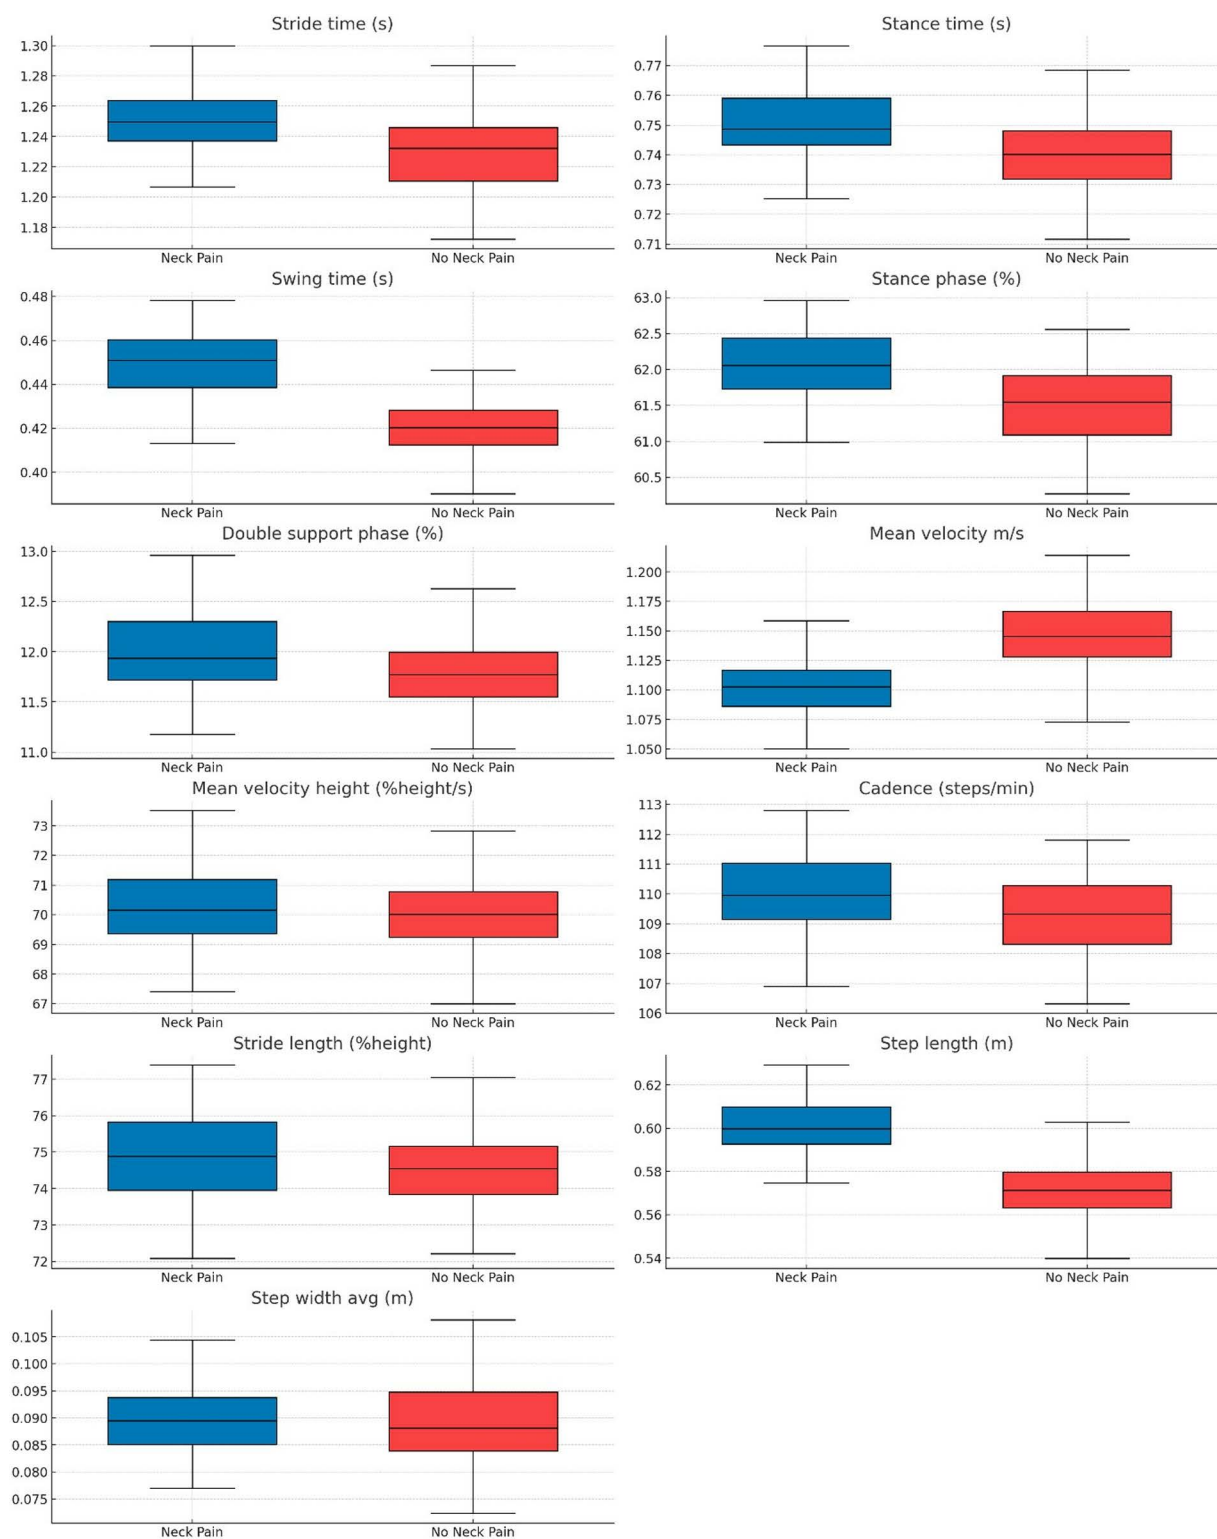 Stride time (s)
1.30
1.28
1.26
1.24
1.22
1.20
1.18
Neck Pain
No Neck Pain
Stance time (s)
0.77
0.76
0.75
0.74
0.73
0.72
0.71
Neck Pain
No Neck Pain
Swing time (s)
0.48
0.46
0.44
0.42
0.40
Neck Pain
No Neck Pain
Stance phase (%)
63.0
62.5
62.0
61.5
61.0
60.5
Neck Pain
No Neck Pain
Double support phase (%)
13.0
12.5
12.0
11.5
11.0
Neck Pain
No Neck Pain
Mean velocity m/s
1.200
1.175
1.150
1.125
1.100
1.075
1.050
Neck Pain
No Neck Pain
Mean velocity height (%height/s)
73
72
71
70
69
68
67
Neck Pain
No Neck Pain
Cadence (steps/min)
113
112
111
110
109
108
107
106
Neck Pain
No Neck Pain
Stride length (%height)
77
76
75
74
73
72
Neck Pain
No Neck Pain
Step length (m)
0.62
0.60
0.58
0.56
0.54
Neck Pain
No Neck Pain
Step width avg (m)
0.105
0.100
0.095
0.090
0.085
0.080
0.075
Neck Pain
No Neck Pain